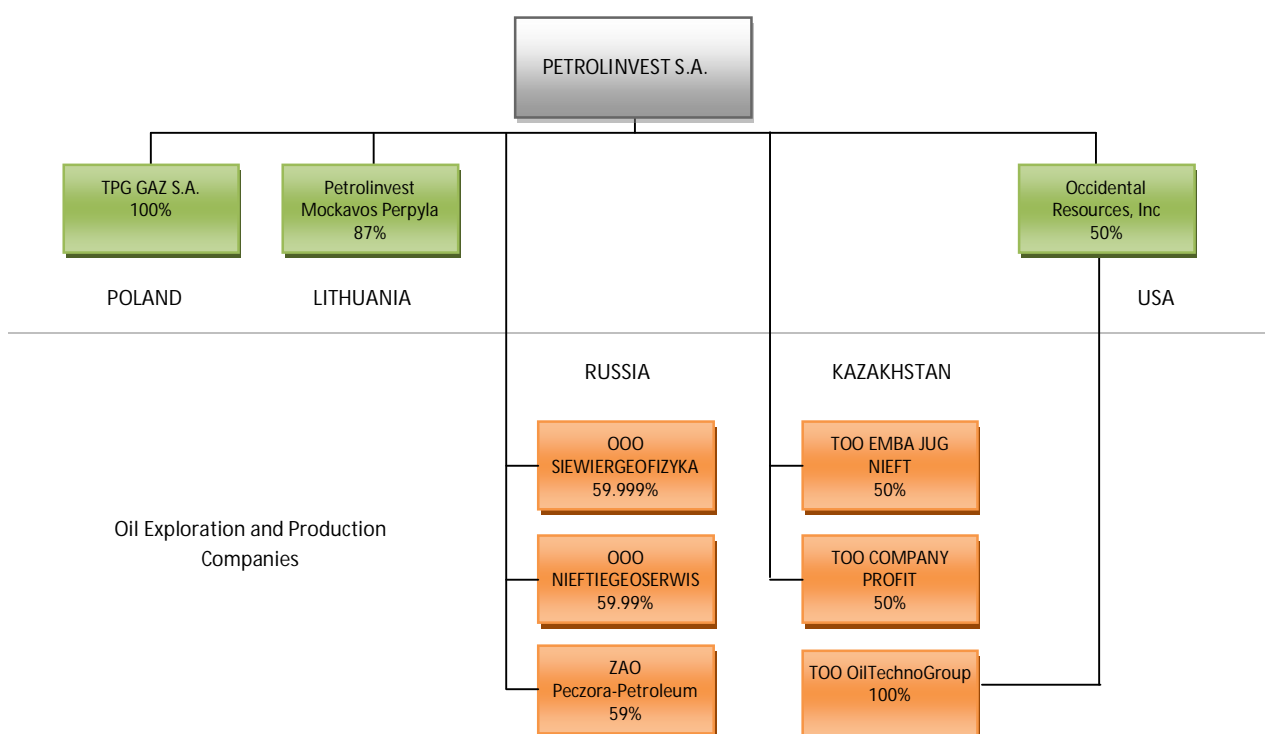 PETROLINVEST S.A.
TPG GAZ S.A.
100%
Petrolinvest
Mockavos Perpyla
87%
Occidental
Resources, Inc
50%
POLAND
LITHUANIA
USA
RUSSIA
KAZAKHSTAN
OOO
SIEWIERGEOFIZYKA
59.999%
TOO EMBA JUG
NIEFT
50%
Oil Exploration and Production
Companies
OOO
NIEFTIEGEOSERWIS
59.99%
TOO COMPANY
PROFIT
50%
ZAO
Peczora-Petroleum
59%
TOO OilTechnoGroup
100%